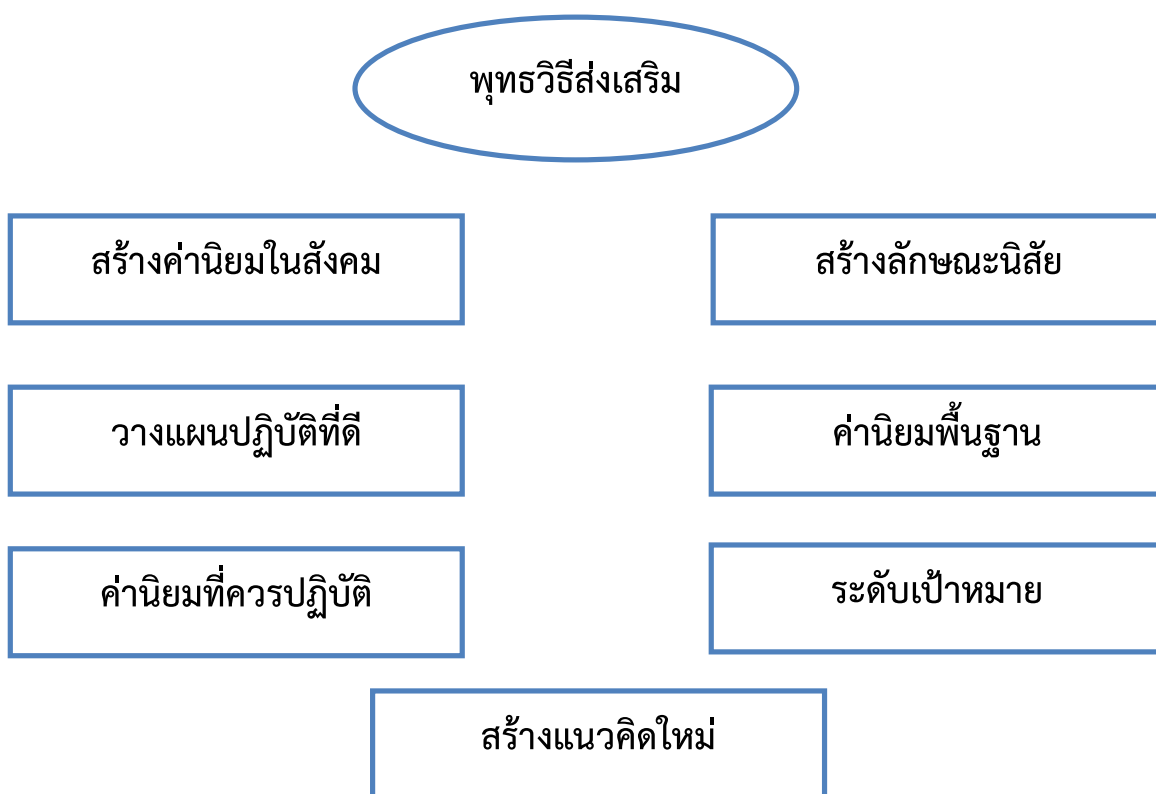 พุทธวิธีส่งเสริม
สร้างค่านิยมในสังคม
สร้างลักษณะนิสัย
วางแผนปฏิบัติที่ดี
ค่านิยมพื้นฐาน
ค่านิยมที่ควรปฏิบัติ
ระดับเป้าหมาย
สร้างแนวคิดใหม่